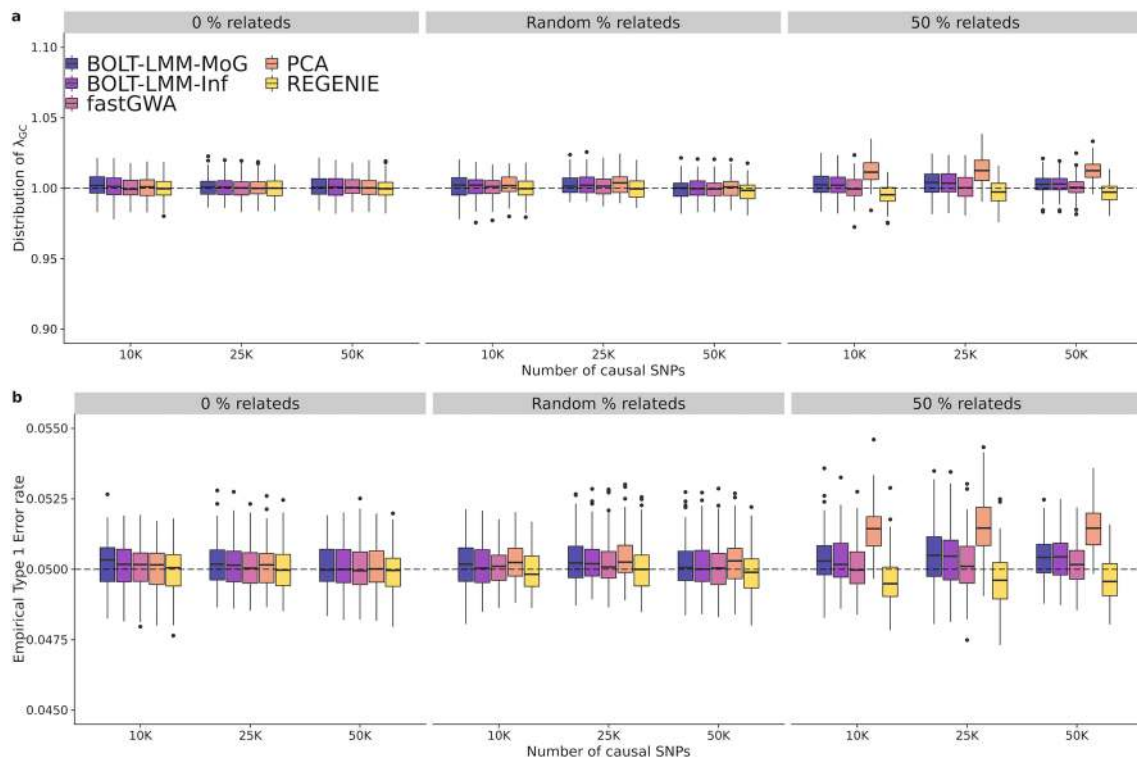 a
0 % relateds
Random % relateds
50 % relateds
1.10
1.05
1.00
0.95
0.90
Distribution of λGC
BOLT-LMM-MoG
BOLT-LMM-Inf
fastGWA
PCA
REGENIE
10K
25K
50K
10K
25K
50K
10K
25K
50K
Number of causal SNPs
b
0 % relateds
Random % relateds
50 % relateds
0.0550
0.0525
0.0500
0.0475
0.0450
Empirical Type 1 Error rate
10K
25K
50K
10K
25K
50K
10K
25K
50K
Number of causal SNPs